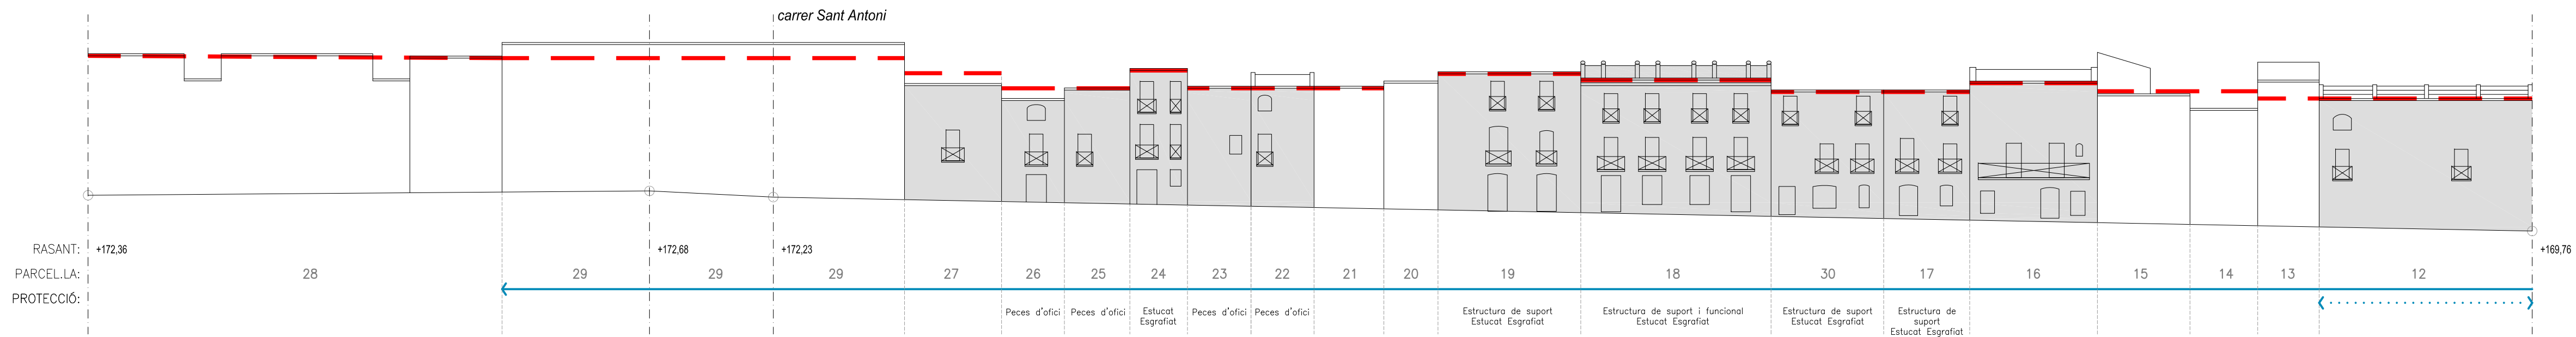 carrer Sant Antoni
RASANT: +172,36 +172,68 +172,23 +169,76
PARCEL.LA: 28 29 29 29 27 26 25 24 23 22 21 20 19 18 30 17 16 15 14 13 12
PROTECCIÓ:
Peces d'ofici Peces d'ofici Estucat Peces d'ofici Peces d'ofici Estructura de suport Estructura de suport i funcional Estructura de suport Estructura de
Esgrafiat Estucat Esgrafiat Estucat Esgrafiat Estucat Esgrafiat suport
Estucat Esgrafiat